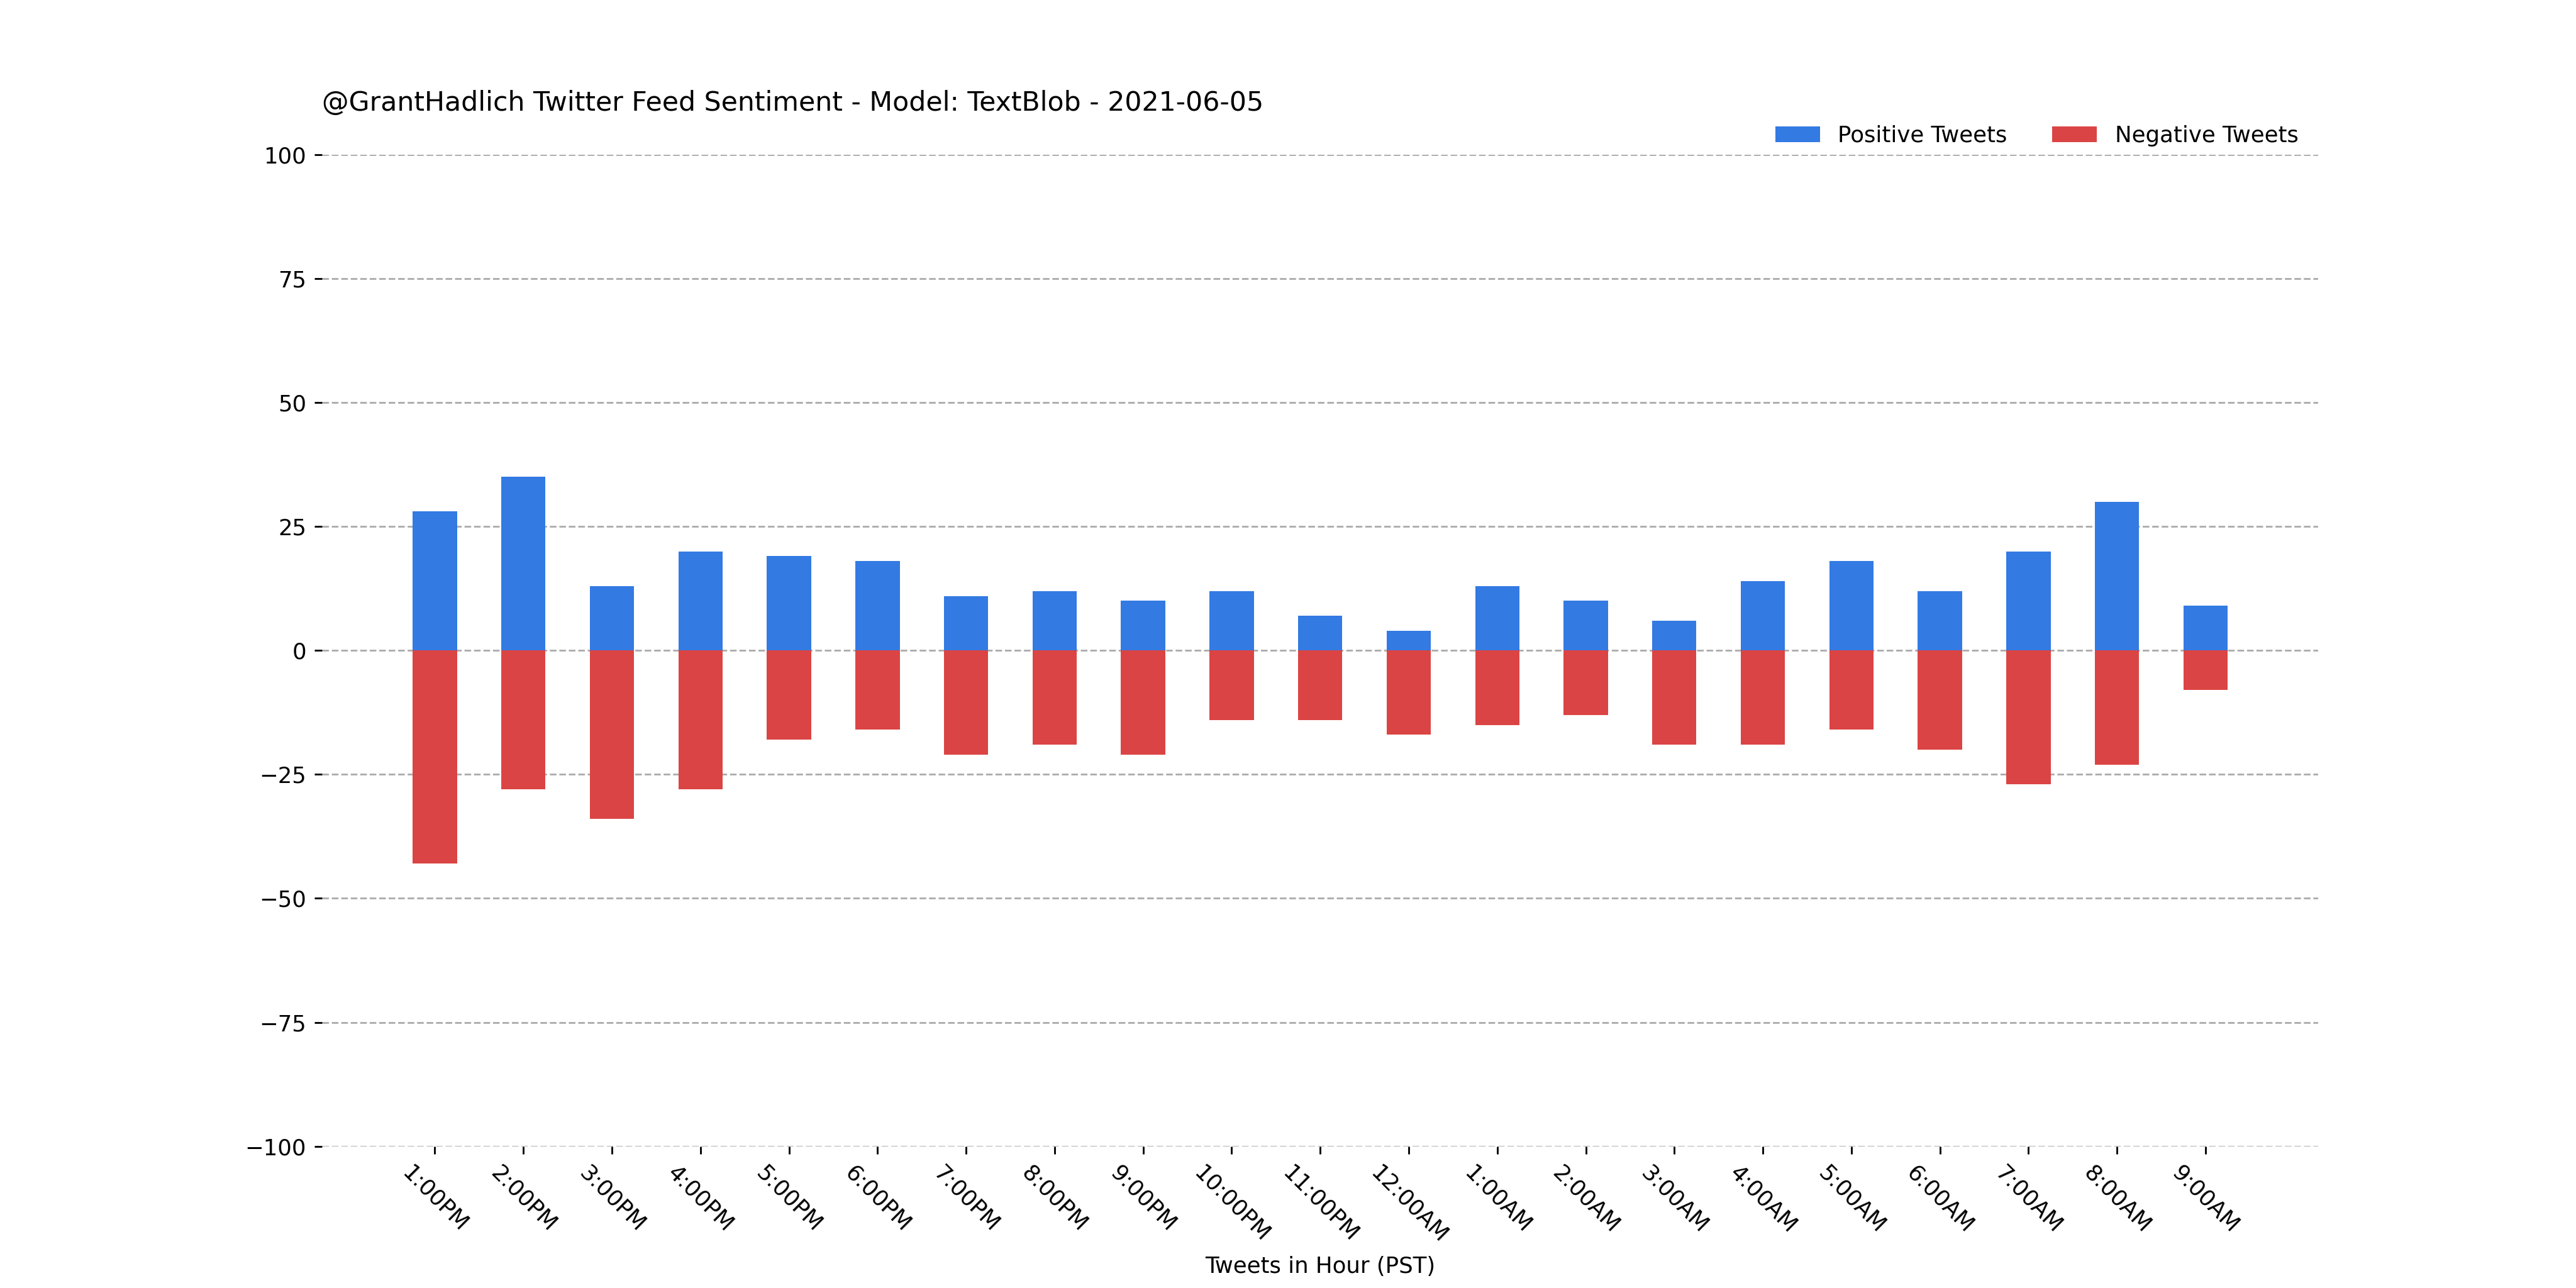 @GrantHadlich Twitter Feed Sentiment - Model: TextBlob - 2021-06-05
Positive Tweets
Negative Tweets
100
75
50
25
0
−25
−50
−75
−100
1:00PM
2:00PM
3:00PM
4:00PM
5:00PM
6:00PM
7:00PM
8:00PM
9:00PM
10:00PM
11:00PM
12:00AM
1:00AM
2:00AM
3:00AM
4:00AM
5:00AM
6:00AM
7:00AM
8:00AM
9:00AM
Tweets in Hour (PST)